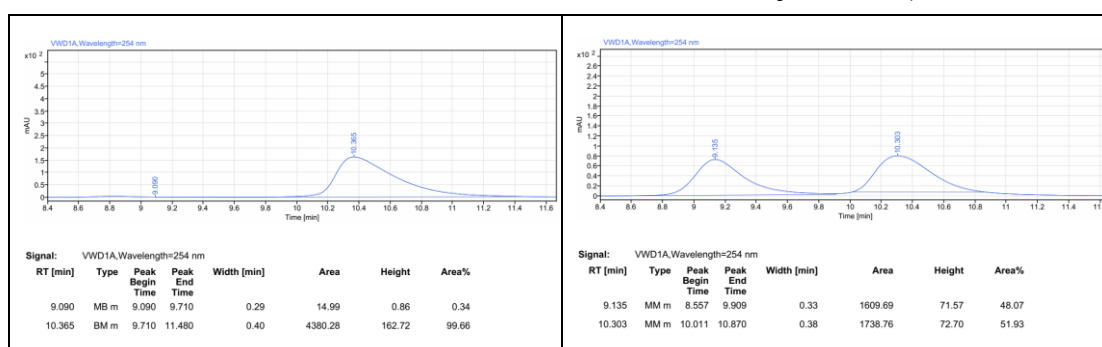 VWD1A,Wavelength=254 nm
x10 2
5
4.5
4
3.5
3
2.5
2
1.5
1
0.5
0
mAU
9.090
10.365
8.4 8.6 8.8 9 9.2 9.4 9.6 9.8 10 10.2 10.4 10.6 10.8 11 11.2 11.4 11.6
Time [min]
Signal: VWD1A,Wavelength=254 nm
RT [min] Type Peak Begin Time Peak End Time Width [min] Area Height Area%
9.090 MB m 9.090 9.710 0.29 14.99 0.86 0.34
10.365 BM m 9.710 11.480 0.40 4380.28 162.72 99.66
VWD1A,Wavelength=254 nm
x10 2
2.6
2.4
2.2
2
1.8
1.6
1.4
1.2
1
0.8
0.6
0.4
0.2
0
mAU
9.135
10.303
8.4 8.6 8.8 9 9.2 9.4 9.6 9.8 10 10.2 10.4 10.6 10.8 11 11.2 11.4 11.
Time [min]
Signal: VWD1A,Wavelength=254 nm
RT [min] Type Peak Begin Time Peak End Time Width [min] Area Height Area%
9.135 MM m 8.557 9.909 0.33 1609.69 71.57 48.07
10.303 MM m 10.011 10.870 0.38 1738.76 72.70 51.93